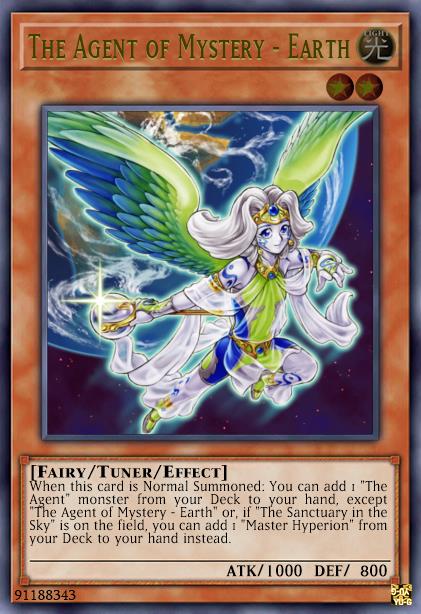 The Agent of Mystery - Earth
LIGHT
光
[Fairy/Tuner/Effect]
When this card is Normal Summoned: You can add 1 "The
Agent" monster from your Deck to your hand, except
"The Agent of Mystery - Earth" or, if "The Sanctuary in the
Sky" is on the field, you can add 1 "Master Hyperion" from
your Deck to your hand instead.
ATK/1000 DEF/ 800
91188343